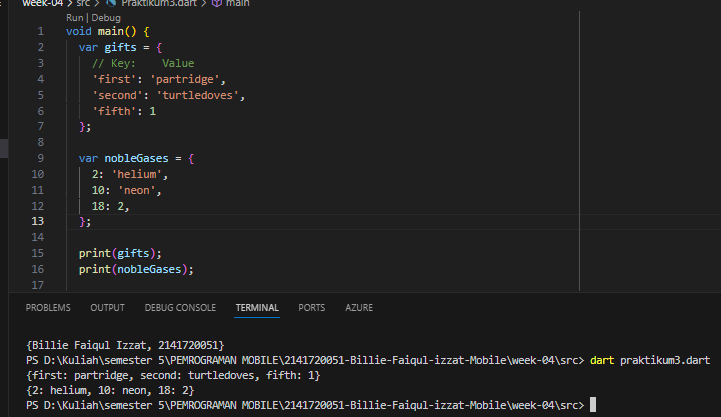 week-04 > src > Praktikum3.dart > main
Run | Debug
1 void main() {
2 var gifts = {
3 // Key:    Value
4 'first': 'partridge',
5 'second': 'turtledoves',
6 'fifth': 1
7 };
8
9 var nobleGases = {
10 2: 'helium',
11 10: 'neon',
12 18: 2,
13 };
14
15 print(gifts);
16 print(nobleGases);
17
PROBLEMS OUTPUT DEBUG CONSOLE TERMINAL PORTS AZURE
{Billie Faiqul Izzat, 2141720051}
PS D:\Kuliah\semester 5\PEMROGRAMAN MOBILE\2141720051-Billie-Faiqul-izzat-Mobile\week-04\src> dart praktikum3.dart
{first: partridge, second: turtledoves, fifth: 1}
{2: helium, 10: neon, 18: 2}
PS D:\Kuliah\semester 5\PEMROGRAMAN MOBILE\2141720051-Billie-Faiqul-izzat-Mobile\week-04\src>